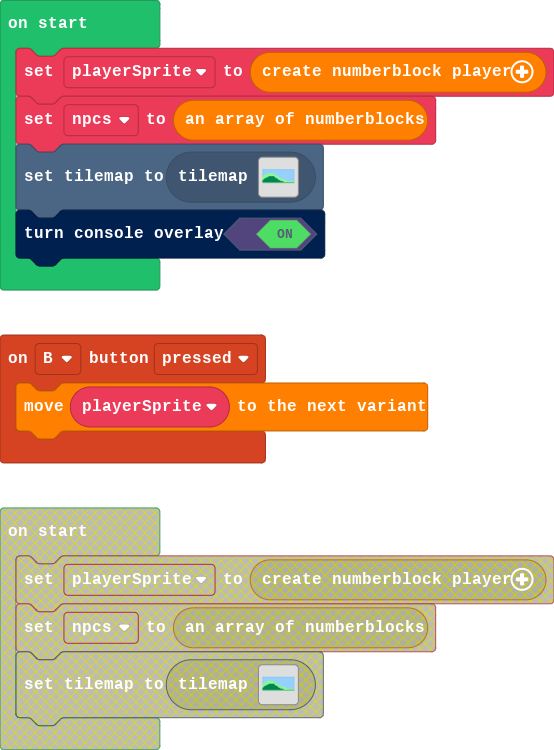 on start
set playerSprite to create numberblock player
set npcs to an array of numberblocks
set tilemap to tilemap
turn console overlay ON
on B button pressed
move playerSprite to the next variant
on start
set playerSprite to create numberblock player
set npcs to an array of numberblocks
set tilemap to tilemap